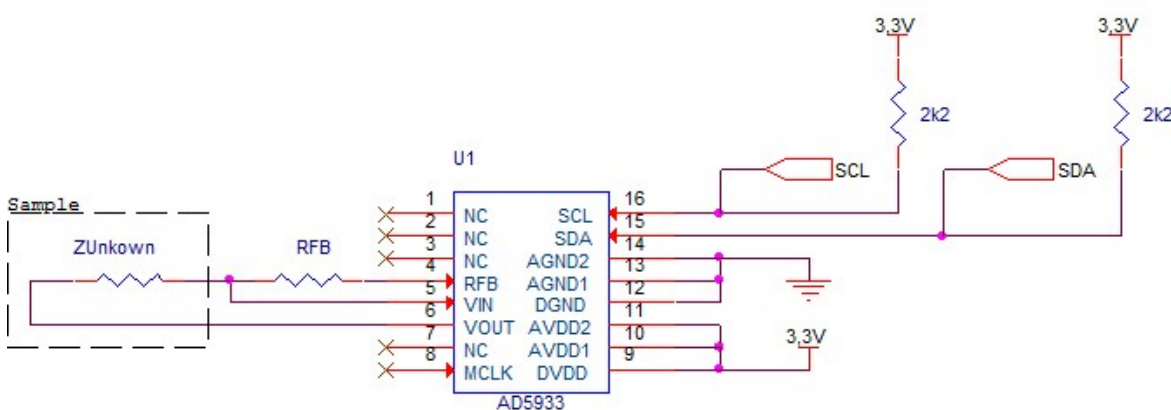 3,3V 3,3V
2k2 2k2
U1
SCL SDA
Sample
ZUnkown RFB
1 NC SCL 16
2 NC SDA 15
3 NC AGND2 14
4 RFB AGND1 13
5 VIN DGND 12
6 VOUT AVDD2 11
7 NC AVDD1 10
8 MCLK DVDD 9
3,3V
AD5933